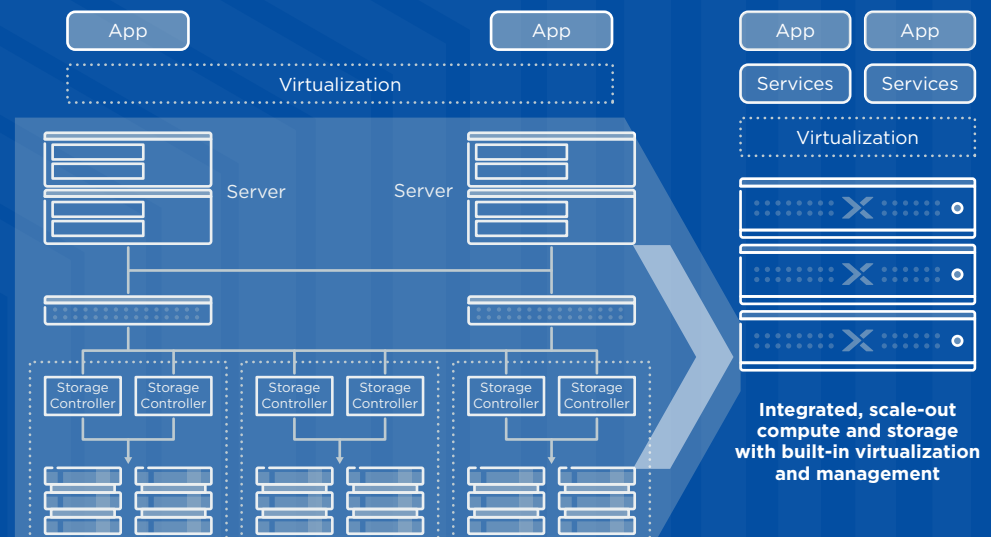 App
App
Virtualization
Server
Server
Storage
Controller
Storage
Controller
Storage
Controller
Storage
Controller
Storage
Controller
Storage
Controller
App
App
Services
Services
Virtualization
Integrated, scale-out
compute and storage
with built-in virtualization
and management